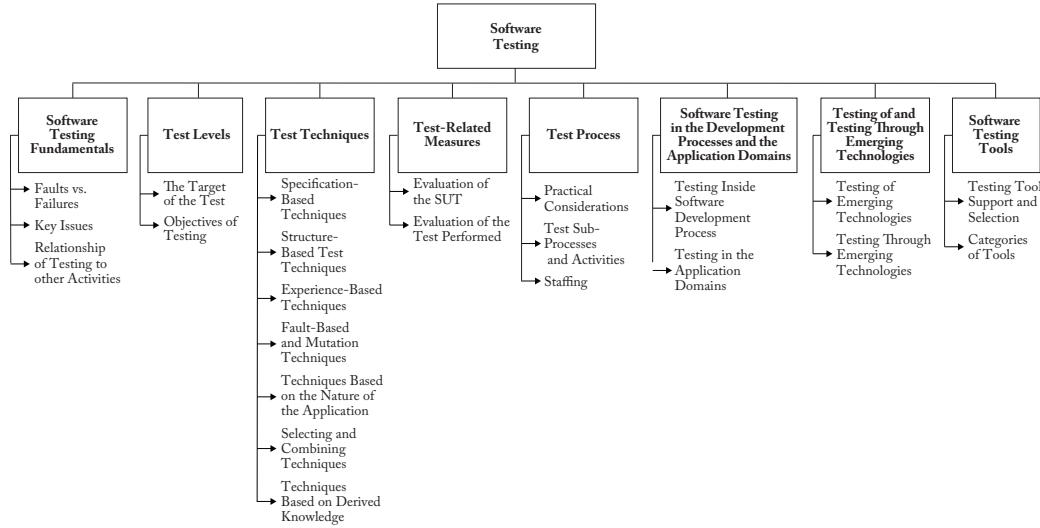 Software
Testing
Software
Testing
Fundamentals
Faults vs.
Failures
Key Issues
Relationship
of Testing to
other Activities
Test Levels
The Target
of the Test
Objectives of
Testing
Test Techniques
Specification-
Based
Techniques
Structure-
Based Test
Techniques
Experience-Based
Techniques
Fault-Based
and Mutation
Techniques
Techniques Based
on the Nature of
the Application
Selecting and
Combining
Techniques
Techniques
Based on Derived
Knowledge
Test-Related
Measures
Evaluation of
the SUT
Evaluation of the
Test Performed
Test Process
Practical
Considerations
Test Sub-
Processes
and Activities
Staffing
Software Testing
in the Development
Processes and the
Application Domains
Testing Inside
Software
Development
Process
Testing in the
Application
Domains
Testing of and
Testing Through
Emerging
Technologies
Testing of
Emerging
Technologies
Testing Through
Emerging
Technologies
Software
Testing
Tools
Testing Tool
Support and
Selection
Categories
of Tools